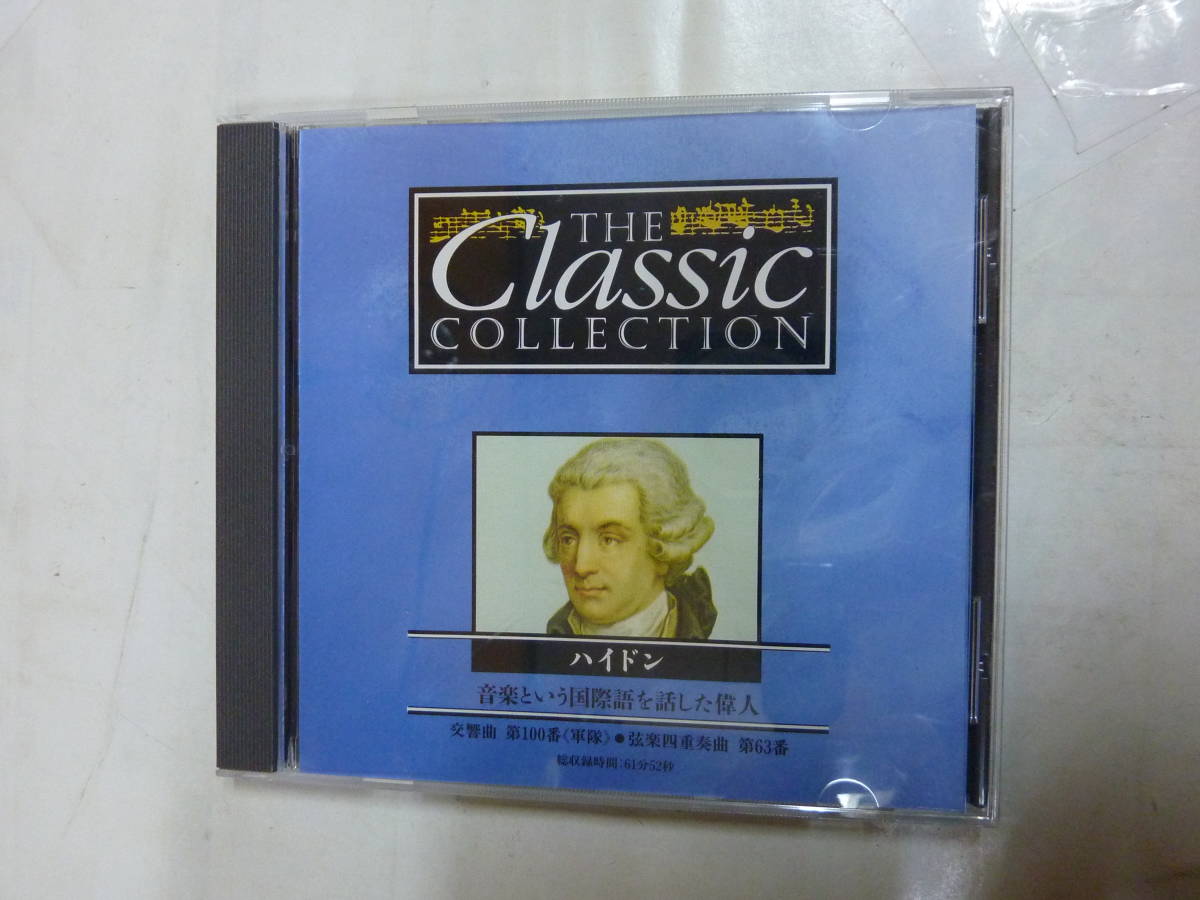 THE
Classic
COLLECTION
ハイドン
音楽という国際語を話した偉人
交響曲 第100番《軍隊》●弦楽四重奏曲 第63番
総収録時間:61分52秒